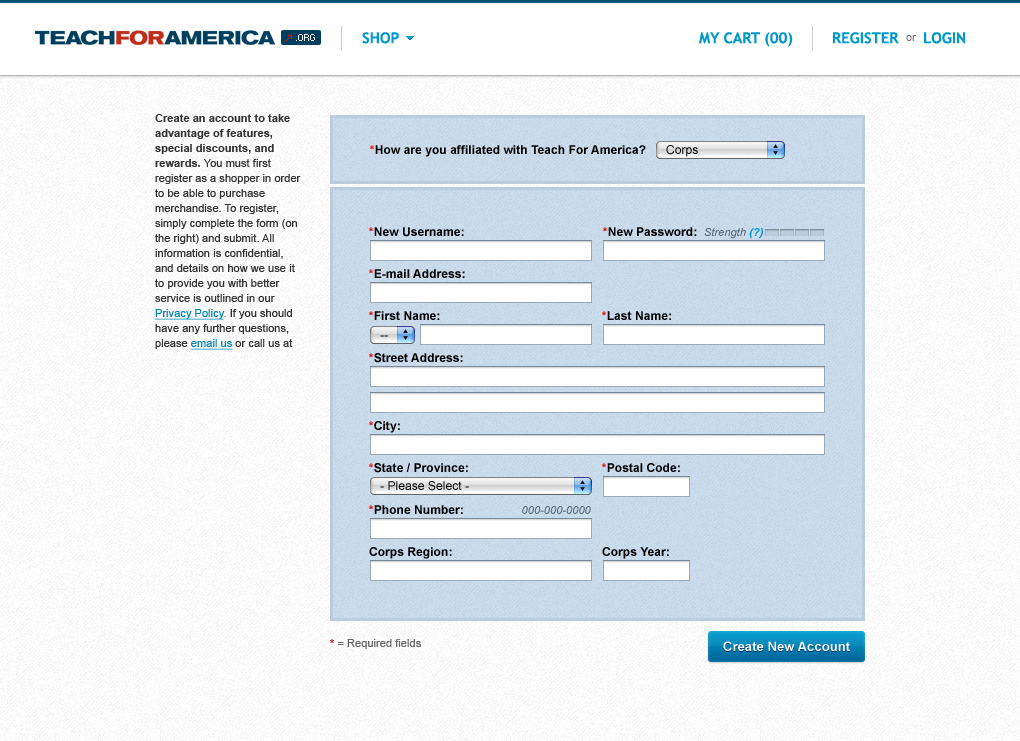 TEACHFORAMERICA .ORG SHOP MY CART (00) REGISTER or LOGIN
Create an account to take
advantage of features,
special discounts, and
rewards. You must first
register as a shopper in order
to be able to purchase
merchandise. To register,
simply complete the form (on
the right) and submit. All
information is confidential,
and details on how we use it
to provide you with better
service is outlined in our
Privacy Policy. If you should
have any further questions,
please email us or call us at
*How are you affiliated with Teach For America? Corps
*New Username: *New Password: Strength (?)
*E-mail Address:
*First Name: *Last Name:
--
*Street Address:
*City:
*State / Province: *Postal Code:
- Please Select -
*Phone Number: 000-000-0000
Corps Region: Corps Year:
* = Required fields
Create New Account